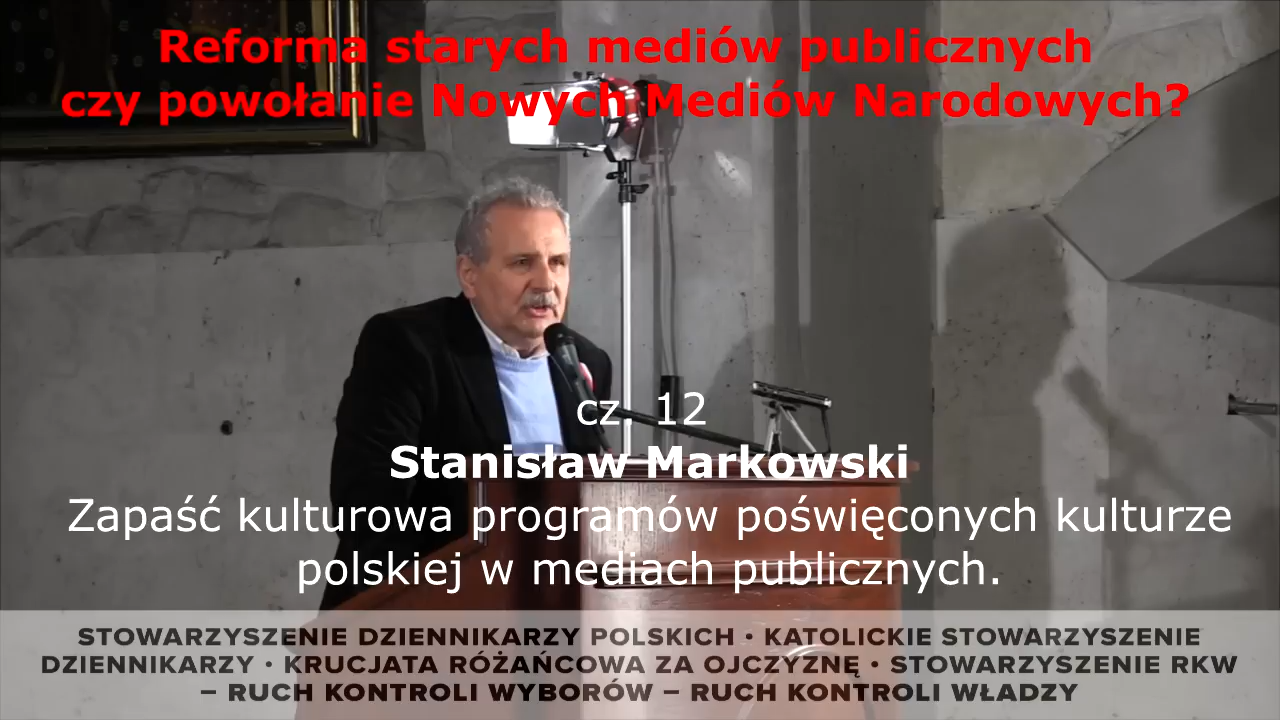 Reforma starych mediów publicznych
czy powołanie Nowych Mediów Narodowych?
cz. 12
Stanisław Markowski
Zapaść kulturowa programów poświęconych kulturze
polskiej w mediach publicznych.
STOWARZYSZENIE DZIENNIKARZY POLSKICH • KATOLICKIE STOWARZYSZENIE
DZIENNIKARZY • KRUCJATA RÓŻAŃCOWA ZA OJCZYZNĘ • STOWARZYSZENIE RKW
– RUCH KONTROLI WYBORÓW – RUCH KONTROLI WŁADZY